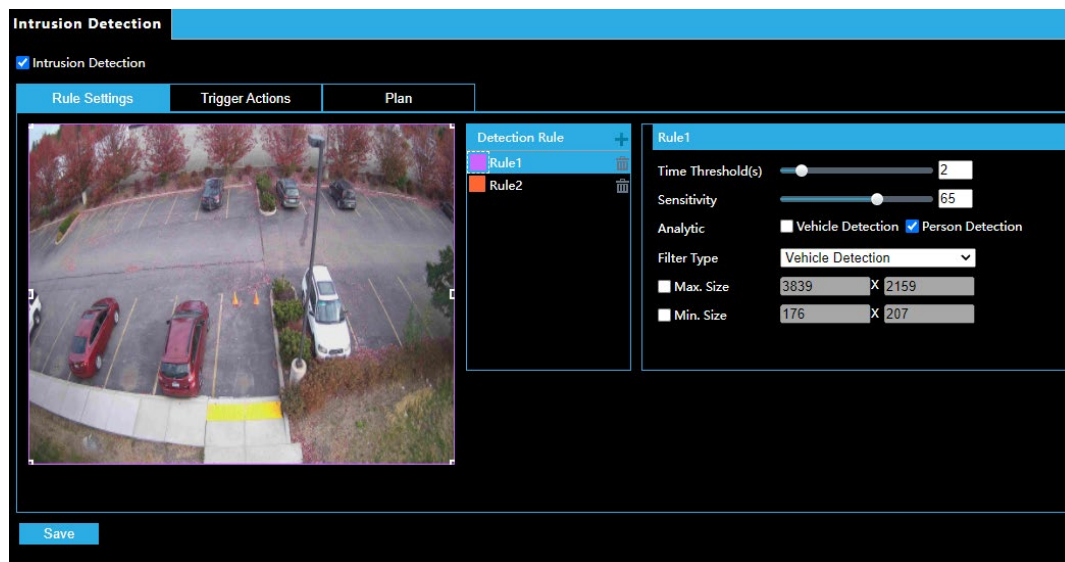 Intrusion Detection
Intrusion Detection
Rule Settings Trigger Actions Plan
Detection Rule +
Rule1
Rule2
Rule1
Time Threshold(s) 2
Sensitivity 65
Analytic Vehicle Detection Person Detection
Filter Type Vehicle Detection
Max. Size 3839 X 2159
Min. Size 176 X 207
Save